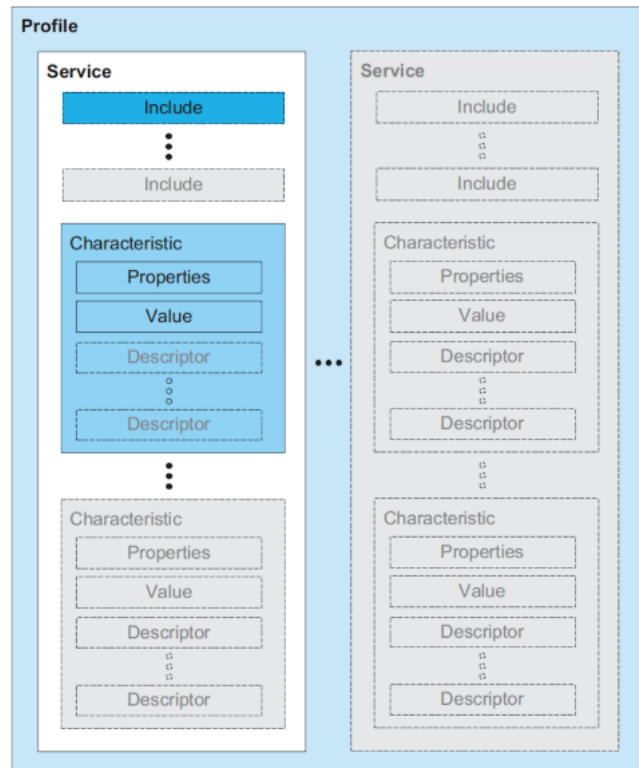 Profile
Service
Include
Include
Characteristic
Properties
Value
Descriptor
Descriptor
Characteristic
Properties
Value
Descriptor
Descriptor
Service
Include
Include
Characteristic
Properties
Value
Descriptor
Descriptor
Characteristic
Properties
Value
Descriptor
Descriptor